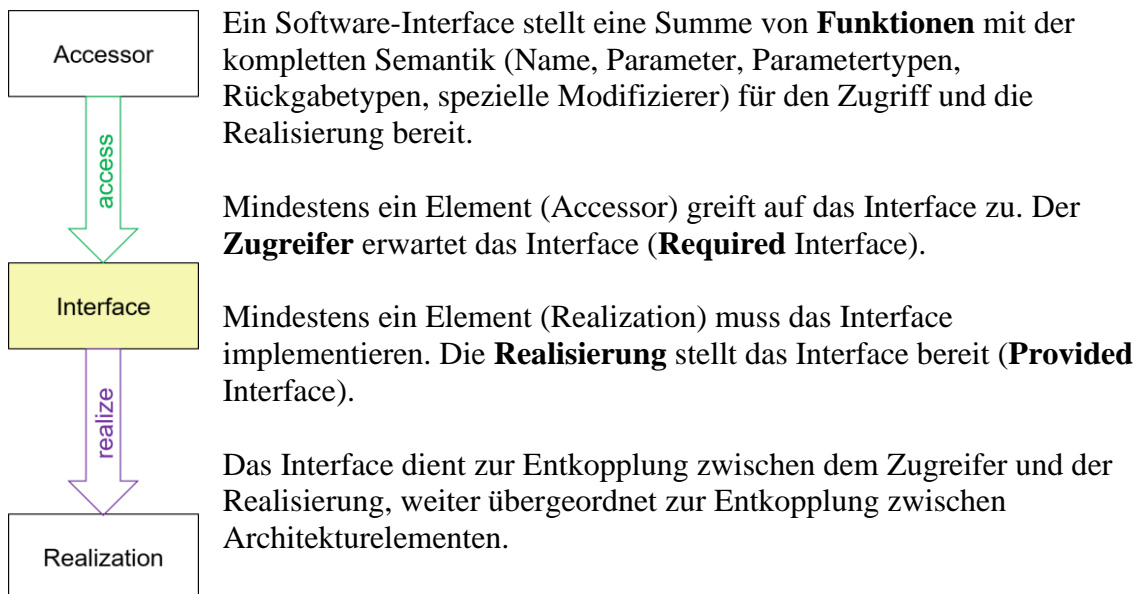 Accessor
access
Interface
realize
Realization
Ein Software-Interface stellt eine Summe von Funktionen mit der
kompletten Semantik (Name, Parameter, Parametertypen,
Rückgabetypen, spezielle Modifizierer) für den Zugriff und die
Realisierung bereit.
Mindestens ein Element (Accessor) greift auf das Interface zu. Der
Zugreifer erwartet das Interface (Required Interface).
Mindestens ein Element (Realization) muss das Interface
implementieren. Die Realisierung stellt das Interface bereit (Provided
Interface).
Das Interface dient zur Entkopplung zwischen dem Zugreifer und der
Realisierung, weiter übergeordnet zur Entkopplung zwischen
Architekturelementen.